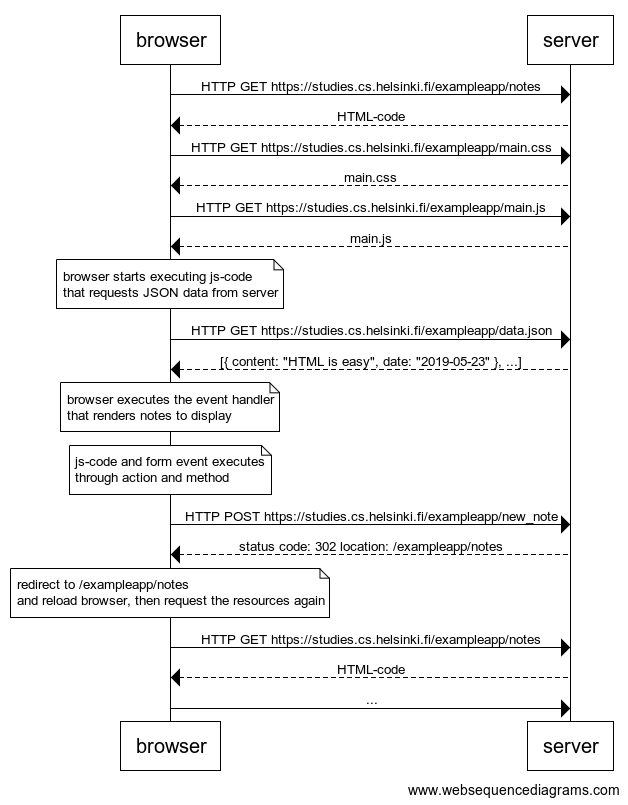 browser
server
HTTP GET https://studies.cs.helsinki.fi/exampleapp/notes
HTML-code
HTTP GET https://studies.cs.helsinki.fi/exampleapp/main.css
main.css
HTTP GET https://studies.cs.helsinki.fi/exampleapp/main.js
main.js
browser starts executing js-code
that requests JSON data from server
HTTP GET https://studies.cs.helsinki.fi/exampleapp/data.json
[{ content: "HTML is easy", date: "2019-05-23" }, ...]
browser executes the event handler
that renders notes to display
js-code and form event executes
through action and method
HTTP POST https://studies.cs.helsinki.fi/exampleapp/new_note
status code: 302 location: /exampleapp/notes
redirect to /exampleapp/notes
and reload browser, then request the resources again
HTTP GET https://studies.cs.helsinki.fi/exampleapp/notes
HTML-code
...
browser
server
www.websequencediagrams.com